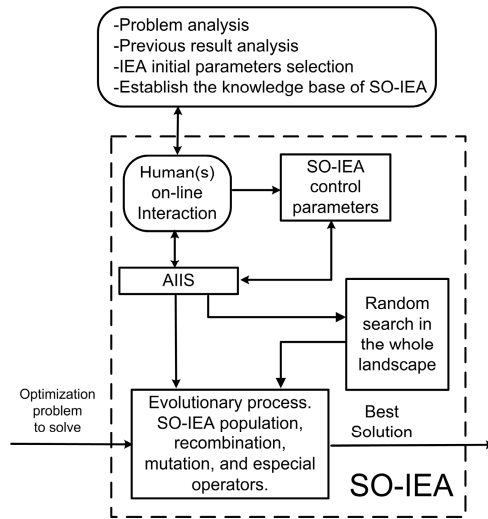 -Problem analysis
-Previous result analysis
-IEA initial parameters selection
-Establish the knowledge base of SO-IEA
Human(s)
on-line
Interaction
SO-IEA
control
parameters
AIIS
Random
search in
the whole
landscape
Optimization
problem
to solve
Evolutionary process.
SO-IEA population,
recombination,
mutation, and especial
operators.
Best
Solution
SO-IEA